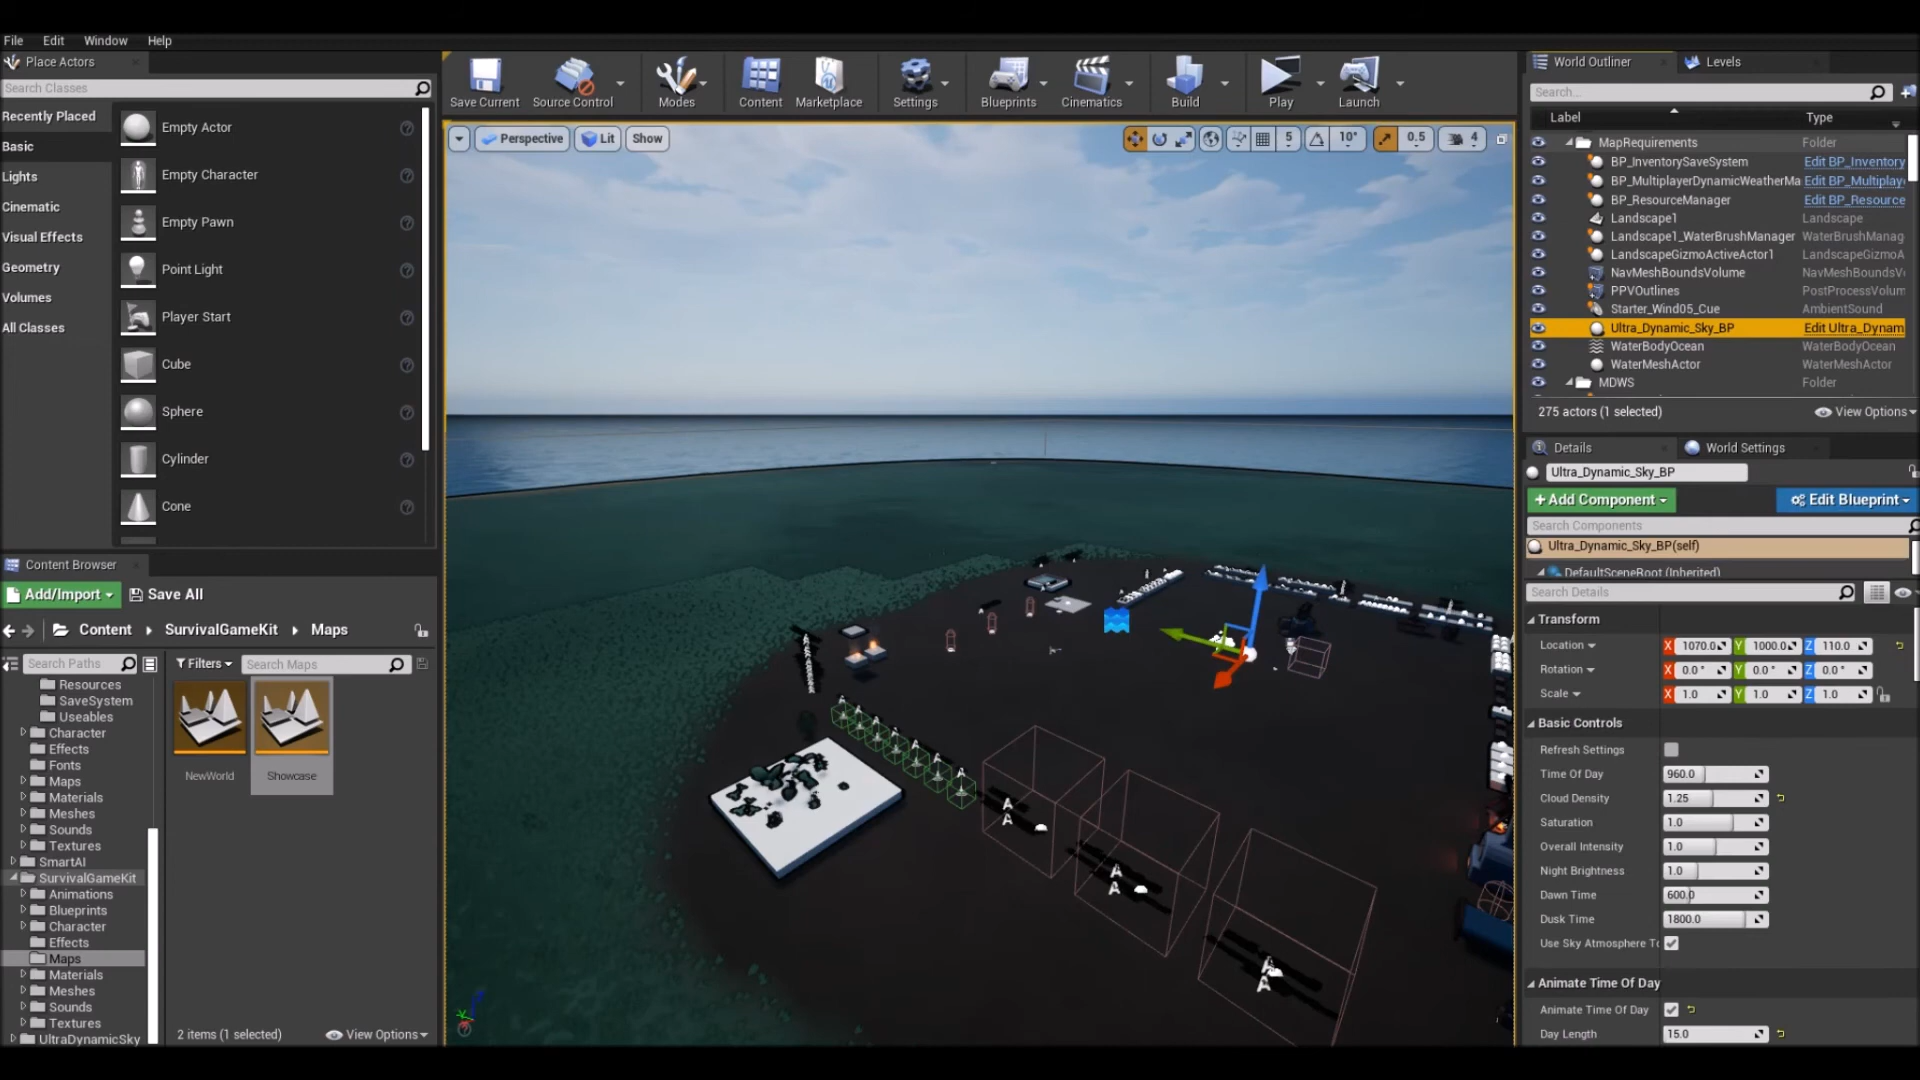 File Edit Window Help
Place Actors
Search Classes
Recently Placed
Basic
Lights
Cinematic
Visual Effects
Geometry
Volumes
All Classes
Empty Actor
Empty Character
Empty Pawn
Point Light
Player Start
Cube
Sphere
Cylinder
Cone
Save Current Source Control Modes Content Marketplace Settings Blueprints Cinematics Build Play Launch
Perspective Lit Show 5 10° 0.5 4
World Outliner Levels
Search...
Label Type
MapRequirements Folder
BP_InventorySaveSystem Edit BP_Inventory
BP_MultiplayerDynamicWeatherMa Edit BP_Multiplay
BP_ResourceManager Edit BP_Resource
Landscape1 Landscape
Landscape1_WaterBrushManager WaterBrushManag
LandscapeGizmoActiveActor1 LandscapeGizmoA
NavMeshBoundsVolume NavMeshBoundsV
PPVOutlines PostProcessVolum
Starter_Wind05_Cue AmbientSound
Ultra_Dynamic_Sky_BP Edit Ultra_Dynam
WaterBodyOcean WaterBodyOcean
WaterMeshActor WaterMeshActor
MDWS Folder
275 actors (1 selected) View Options
Details World Settings
Ultra_Dynamic_Sky_BP
+Add Component Edit Blueprint
Search Components
Ultra_Dynamic_Sky_BP(self)
DefaultSceneRoot (Inherited)
Search Details
Transform
Location X 1070.0 Y 1000.0 Z 110.0
Rotation X 0.0° Y 0.0° Z 0.0°
Scale X 1.0 Y 1.0 Z 1.0
Basic Controls
Refresh Settings
Time Of Day 960.0
Cloud Density 1.25
Saturation 1.0
Overall Intensity 1.0
Night Brightness 1.0
Dawn Time 600.0
Dusk Time 1800.0
Use Sky Atmosphere To
Animate Time Of Day
Animate Time Of Day
Day Length 15.0
Content Browser
Add/Import Save All
Content SurvivalGameKit Maps
Search Paths Filters Search Maps
Resources
SaveSystem
Useables
Character
Effects
Fonts
Maps
Materials
Meshes
Sounds
Textures
SmartAI
SurvivalGameKit
Animations
Blueprints
Character
Effects
Maps
Materials
Meshes
Sounds
Textures
UltraDynamicSky
NewWorld Showcase
2 items (1 selected) View Options